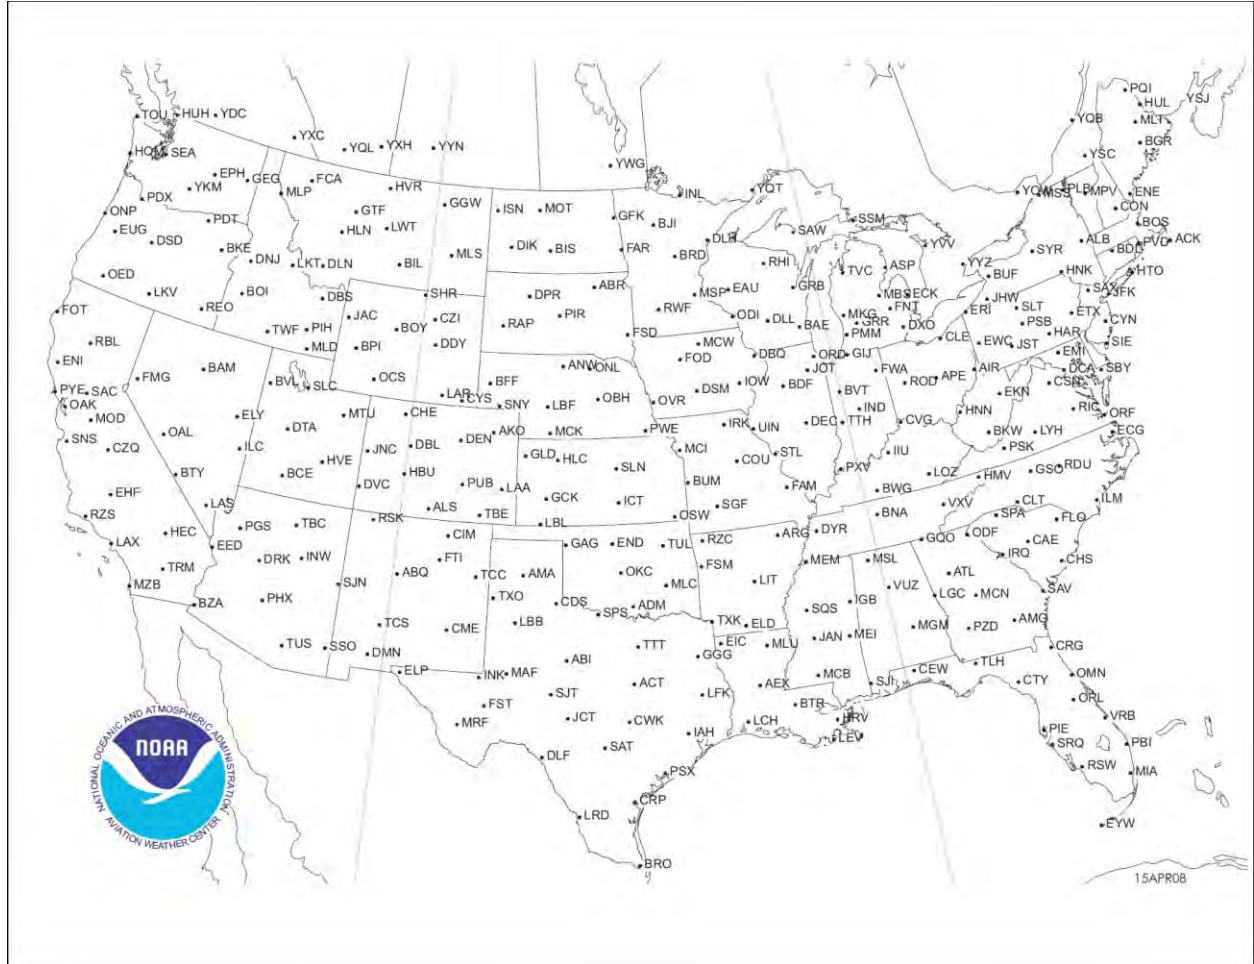 PQI
YSJ
HUL
TOU
HUH
YDC
YQB
MLT
YXC
BGR
YQL
YXH
YYN
HQM
SEA
YSC
YWG
EPH
GEG
FCA
YKM
MLP
HVR
INL
YQT
YOW
MSS
PLB
MPV
ENE
PDX
GGW
ISN
MOT
CON
ONP
GTF
GFK
BJI
SSM
BOS
PDT
EUG
HLN
LWT
SAW
DSD
DLH
YVV
ALB
BDL
PVD
ACK
BKE
DIK
BIS
FAR
BRD
SYR
DNJ
LKT
DLN
BIL
MLS
RHI
TVC
ASP
YYZ
HTO
OED
BUF
HNK
BOI
LKV
DBS
SHR
DPR
ABR
MSP
EAU
GRB
MBS
ECK
JHW
SAX
JFK
REO
FOT
JAC
CZI
RWF
FNT
ERI
SLT
ETX
CYN
PIR
ODI
DLL
MKG
GRR
TWF
PIH
BOY
RAP
BAE
DXO
PSB
FSD
PMM
CLE
HAR
SIE
RBL
MLD
BPI
DDY
MCW
EWC
JST
EMI
ENI
FOD
DBQ
ORD
GIJ
BAM
ANW
ONL
JOT
FWA
AIR
DCA
SBY
FMG
OCS
BFF
ROD
APE
CSN
PYE
SAC
BVL
SLC
DSM
IOW
BDF
BVT
EKN
LAR
CYS
OBH
OVR
OAK
SNY
LBF
IND
HNN
RIC
ORF
MOD
ELY
MTU
CHE
DEC
TTH
CVG
OAL
DTA
AKO
MCK
PWE
IRK
UIN
BKW
LYH
ECG
SNS
DEN
CZQ
ILC
JNC
DBL
MCI
STL
IIU
PSK
GLD
HLC
COU
HVE
SLN
PXV
LOZ
HMV
GSO
RDU
BTY
BCE
HBU
DVC
PUB
LAA
BUM
FAM
BWG
EHF
GCK
ICT
LAS
SGF
VXV
CLT
ILM
RZS
ALS
TBE
OSW
BNA
SPA
FLO
PGS
TBC
RSK
LBL
DYR
HEC
CIM
ARG
ODF
LAX
EED
GAG
END
TUL
RZC
GQO
CAE
DRK
INW
FTI
MEM
MSL
IRQ
CHS
TRM
FSM
ABQ
TCC
AMA
OKC
ATL
SJN
LIT
MZB
MLC
VUZ
SAV
LGC
MCN
BZA
PHX
TXO
CDS
ADM
SQS
IGB
SPS
LBB
TXK
ELD
AMG
TCS
CME
MGM
PZD
JAN
MEI
TUS
SSO
TTT
EIC
MLU
CRG
DMN
GGG
ABI
TLH
ELP
INK
MAF
MCB
CEW
OMN
SJI
CTY
ACT
AEX
SJT
LFK
ORL
FST
BTR
JCT
CWK
LCH
HRV
VRB
MRF
IAH
PIE
LEV
SAT
SRQ
PBI
DLF
RSW
MIA
PSX
CRP
LRD
EYW
BRO
NATIONAL OCEANIC AND ATMOSPHERIC ADMINISTRATION
NOAA
AVIATION WEATHER CENTER
15APR08